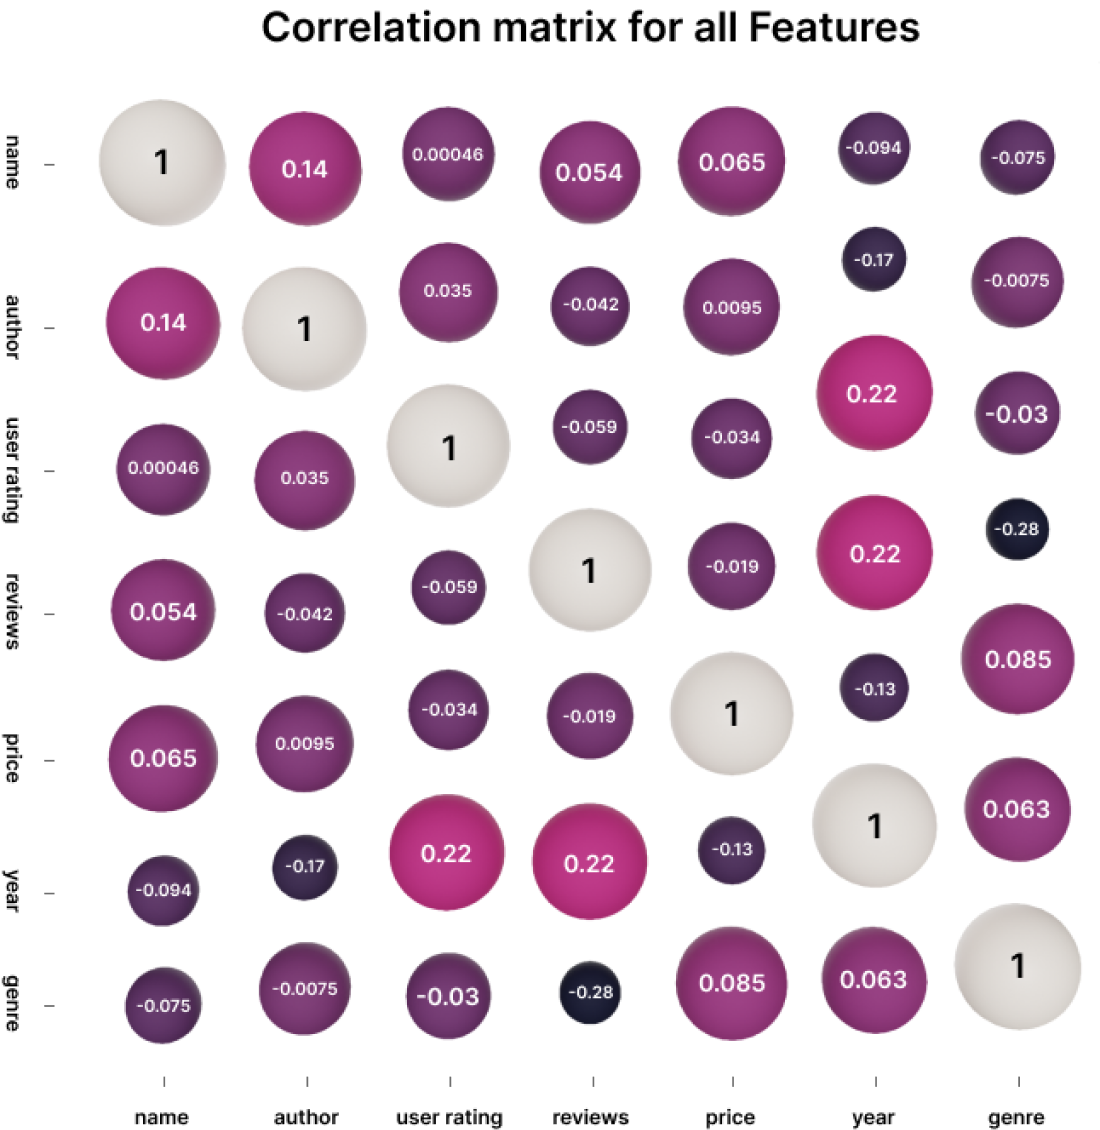 Correlation matrix for all Features
name 1 0.14 0.00046 0.054 0.065 -0.094 -0.075
author 0.14 1 0.035 -0.042 0.0095 -0.17 -0.0075
user rating 0.00046 0.035 1 -0.059 -0.034 0.22 -0.03
reviews 0.054 -0.042 -0.059 1 -0.019 0.22 -0.28
price 0.065 0.0095 -0.034 -0.019 1 -0.13 0.085
year -0.094 -0.17 0.22 0.22 -0.13 1 0.063
genre -0.075 -0.0075 -0.03 -0.28 0.085 0.063 1
name author user rating reviews price year genre